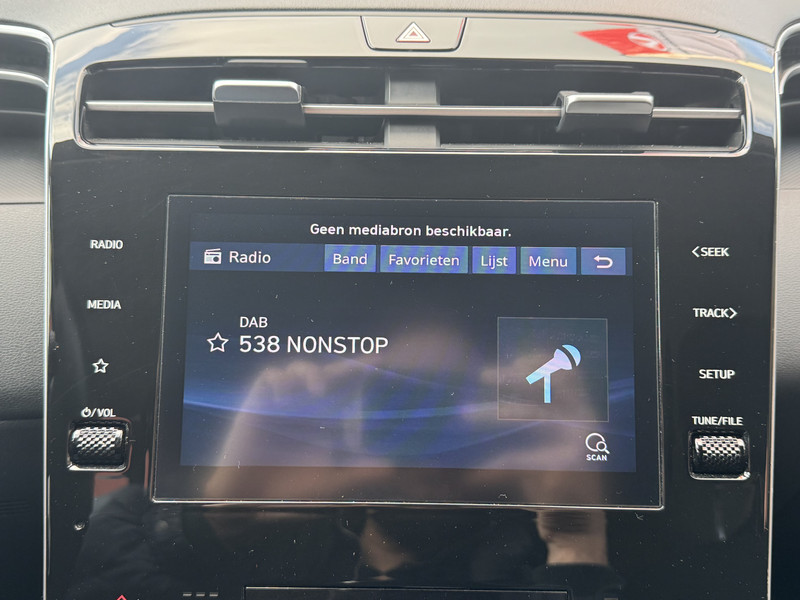 Geen mediabron beschikbaar.
Radio Band Favorieten Lijst Menu
DAB
538 NONSTOP
SCAN
RADIO
MEDIA
/VOL
<SEEK
TRACK>
SETUP
TUNE/FILE